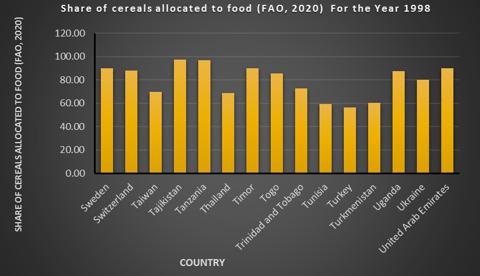 Share of cereals allocated to food (FAO, 2020)  For the Year 1998
SHARE OF CEREALS ALLOCATED TO FOOD (FAO, 2020)
120.00
100.00
80.00
60.00
40.00
20.00
0.00
Sweden
Switzerland
Taiwan
Tajikistan
Tanzania
Thailand
Timor
Togo
Trinidad and Tobago
Tunisia
Turkey
Turkmenistan
Uganda
Ukraine
United Arab Emirates
COUNTRY